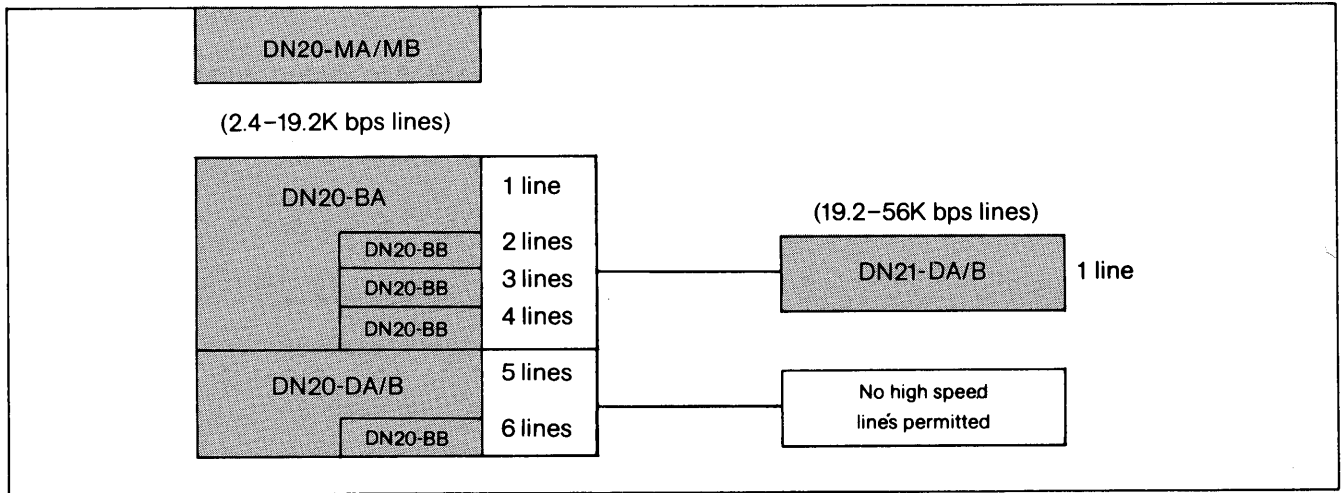 DN20-MA/MB
(2.4–19.2K bps lines)
DN20-BA
1 line
DN20-BB
2 lines
DN20-BB
3 lines
DN20-BB
4 lines
DN20-DA/B
5 lines
DN20-BB
6 lines
(19.2–56K bps lines)
DN21-DA/B
1 line
No high speed
line's permitted